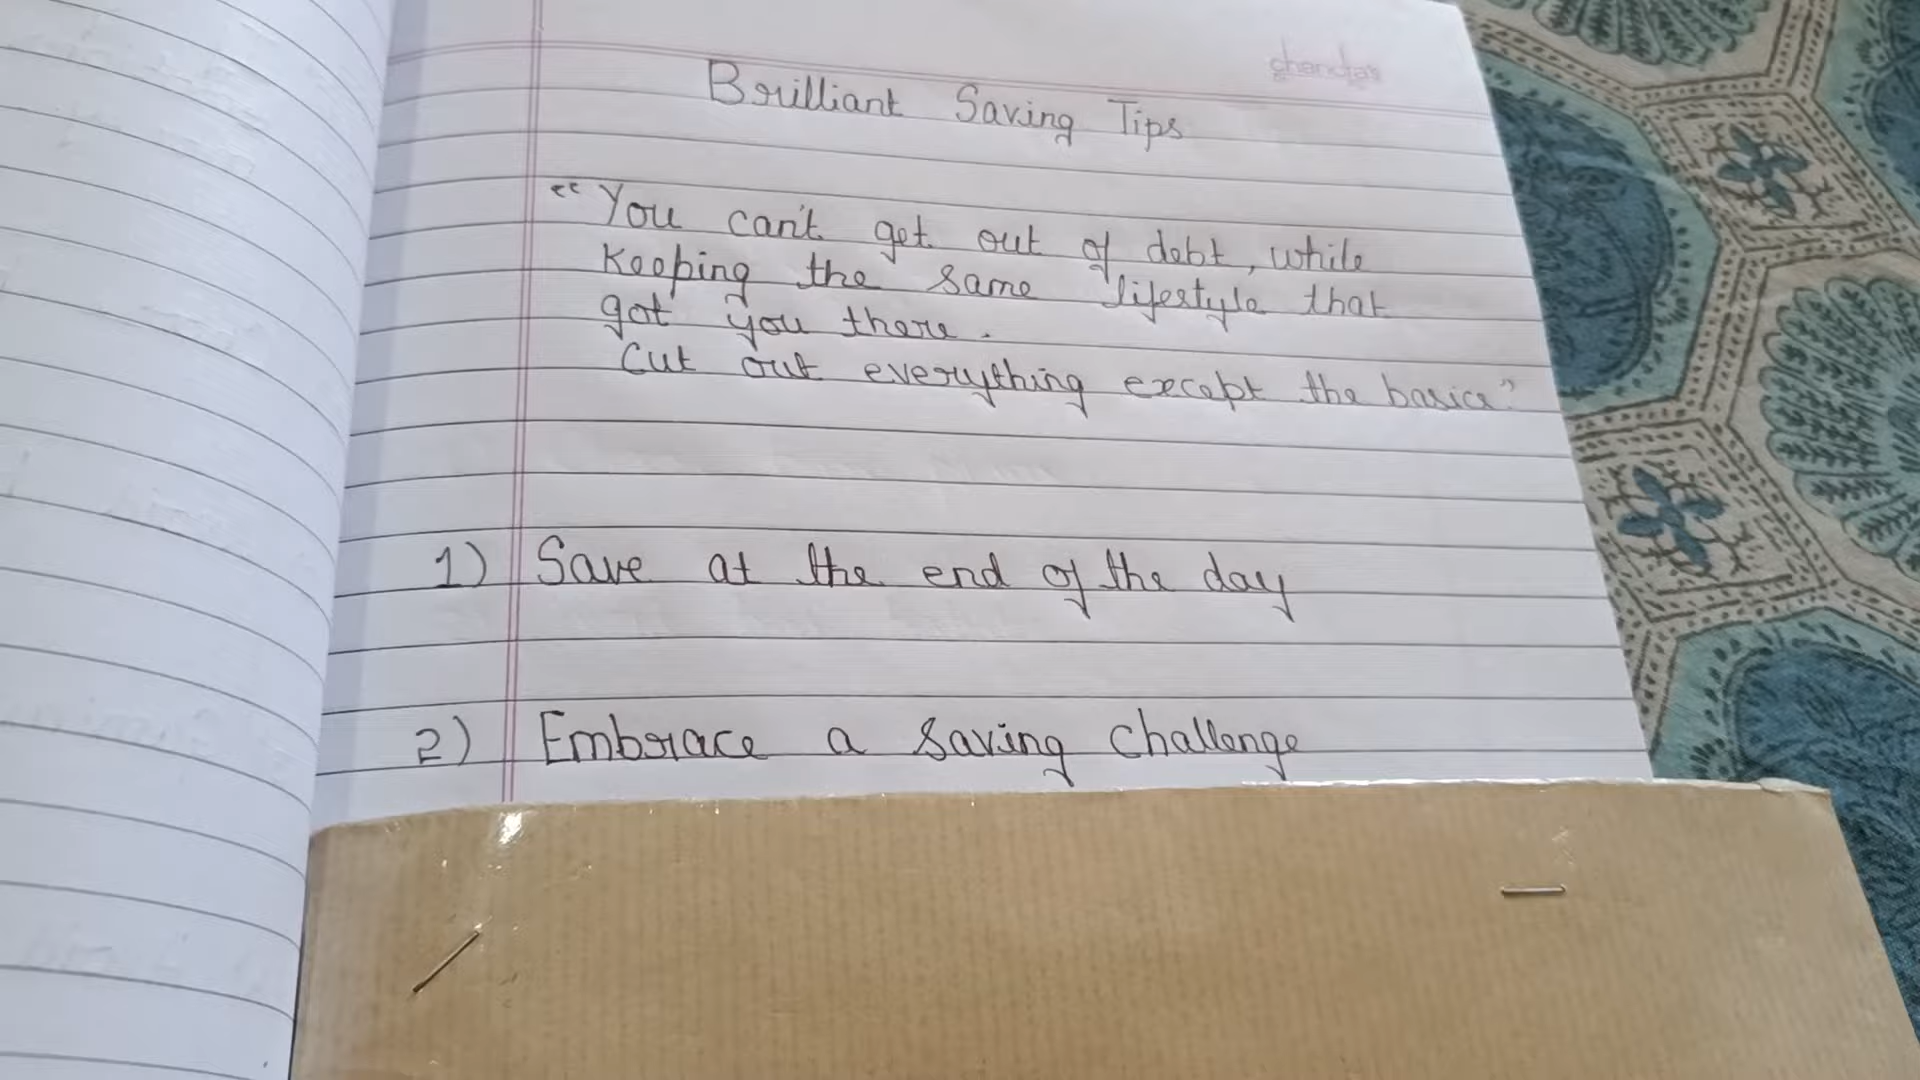 Brilliant Saving Tips
“You can't get out of debt, while
keeping the same lifestyle that
got you there.
Cut out everything except the basics”
1) Save at the end of the day
2) Embrace a saving challenge